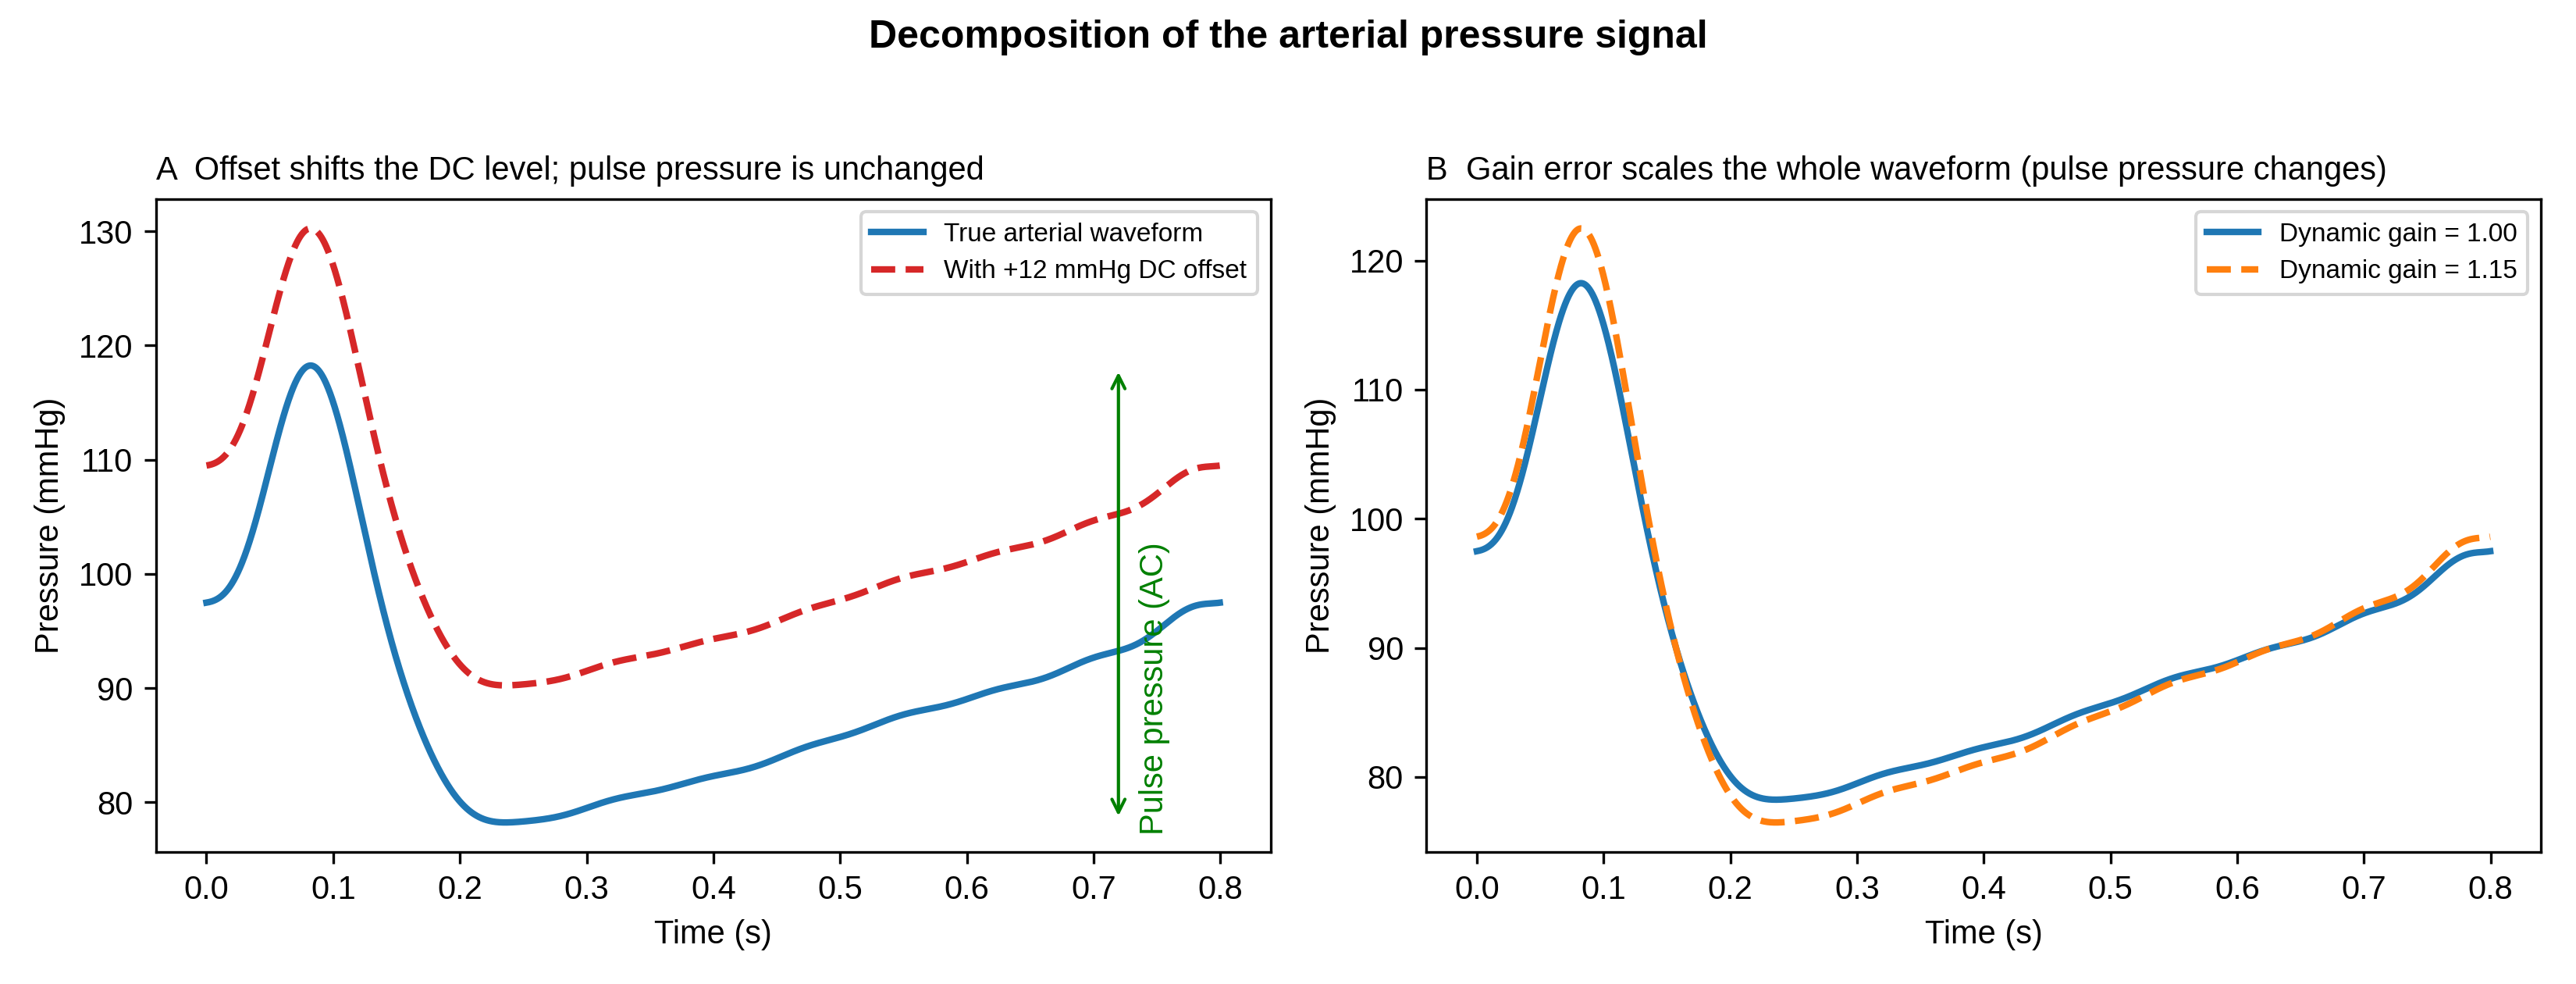 Decomposition of the arterial pressure signal
A  Offset shifts the DC level; pulse pressure is unchanged
True arterial waveform
With +12 mmHg DC offset
130
120
110
100
90
80
Pressure (mmHg)
Pulse pressure (AC)
0.0 0.1 0.2 0.3 0.4 0.5 0.6 0.7 0.8
Time (s)
B  Gain error scales the whole waveform (pulse pressure changes)
Dynamic gain = 1.00
Dynamic gain = 1.15
120
110
100
90
80
Pressure (mmHg)
0.0 0.1 0.2 0.3 0.4 0.5 0.6 0.7 0.8
Time (s)